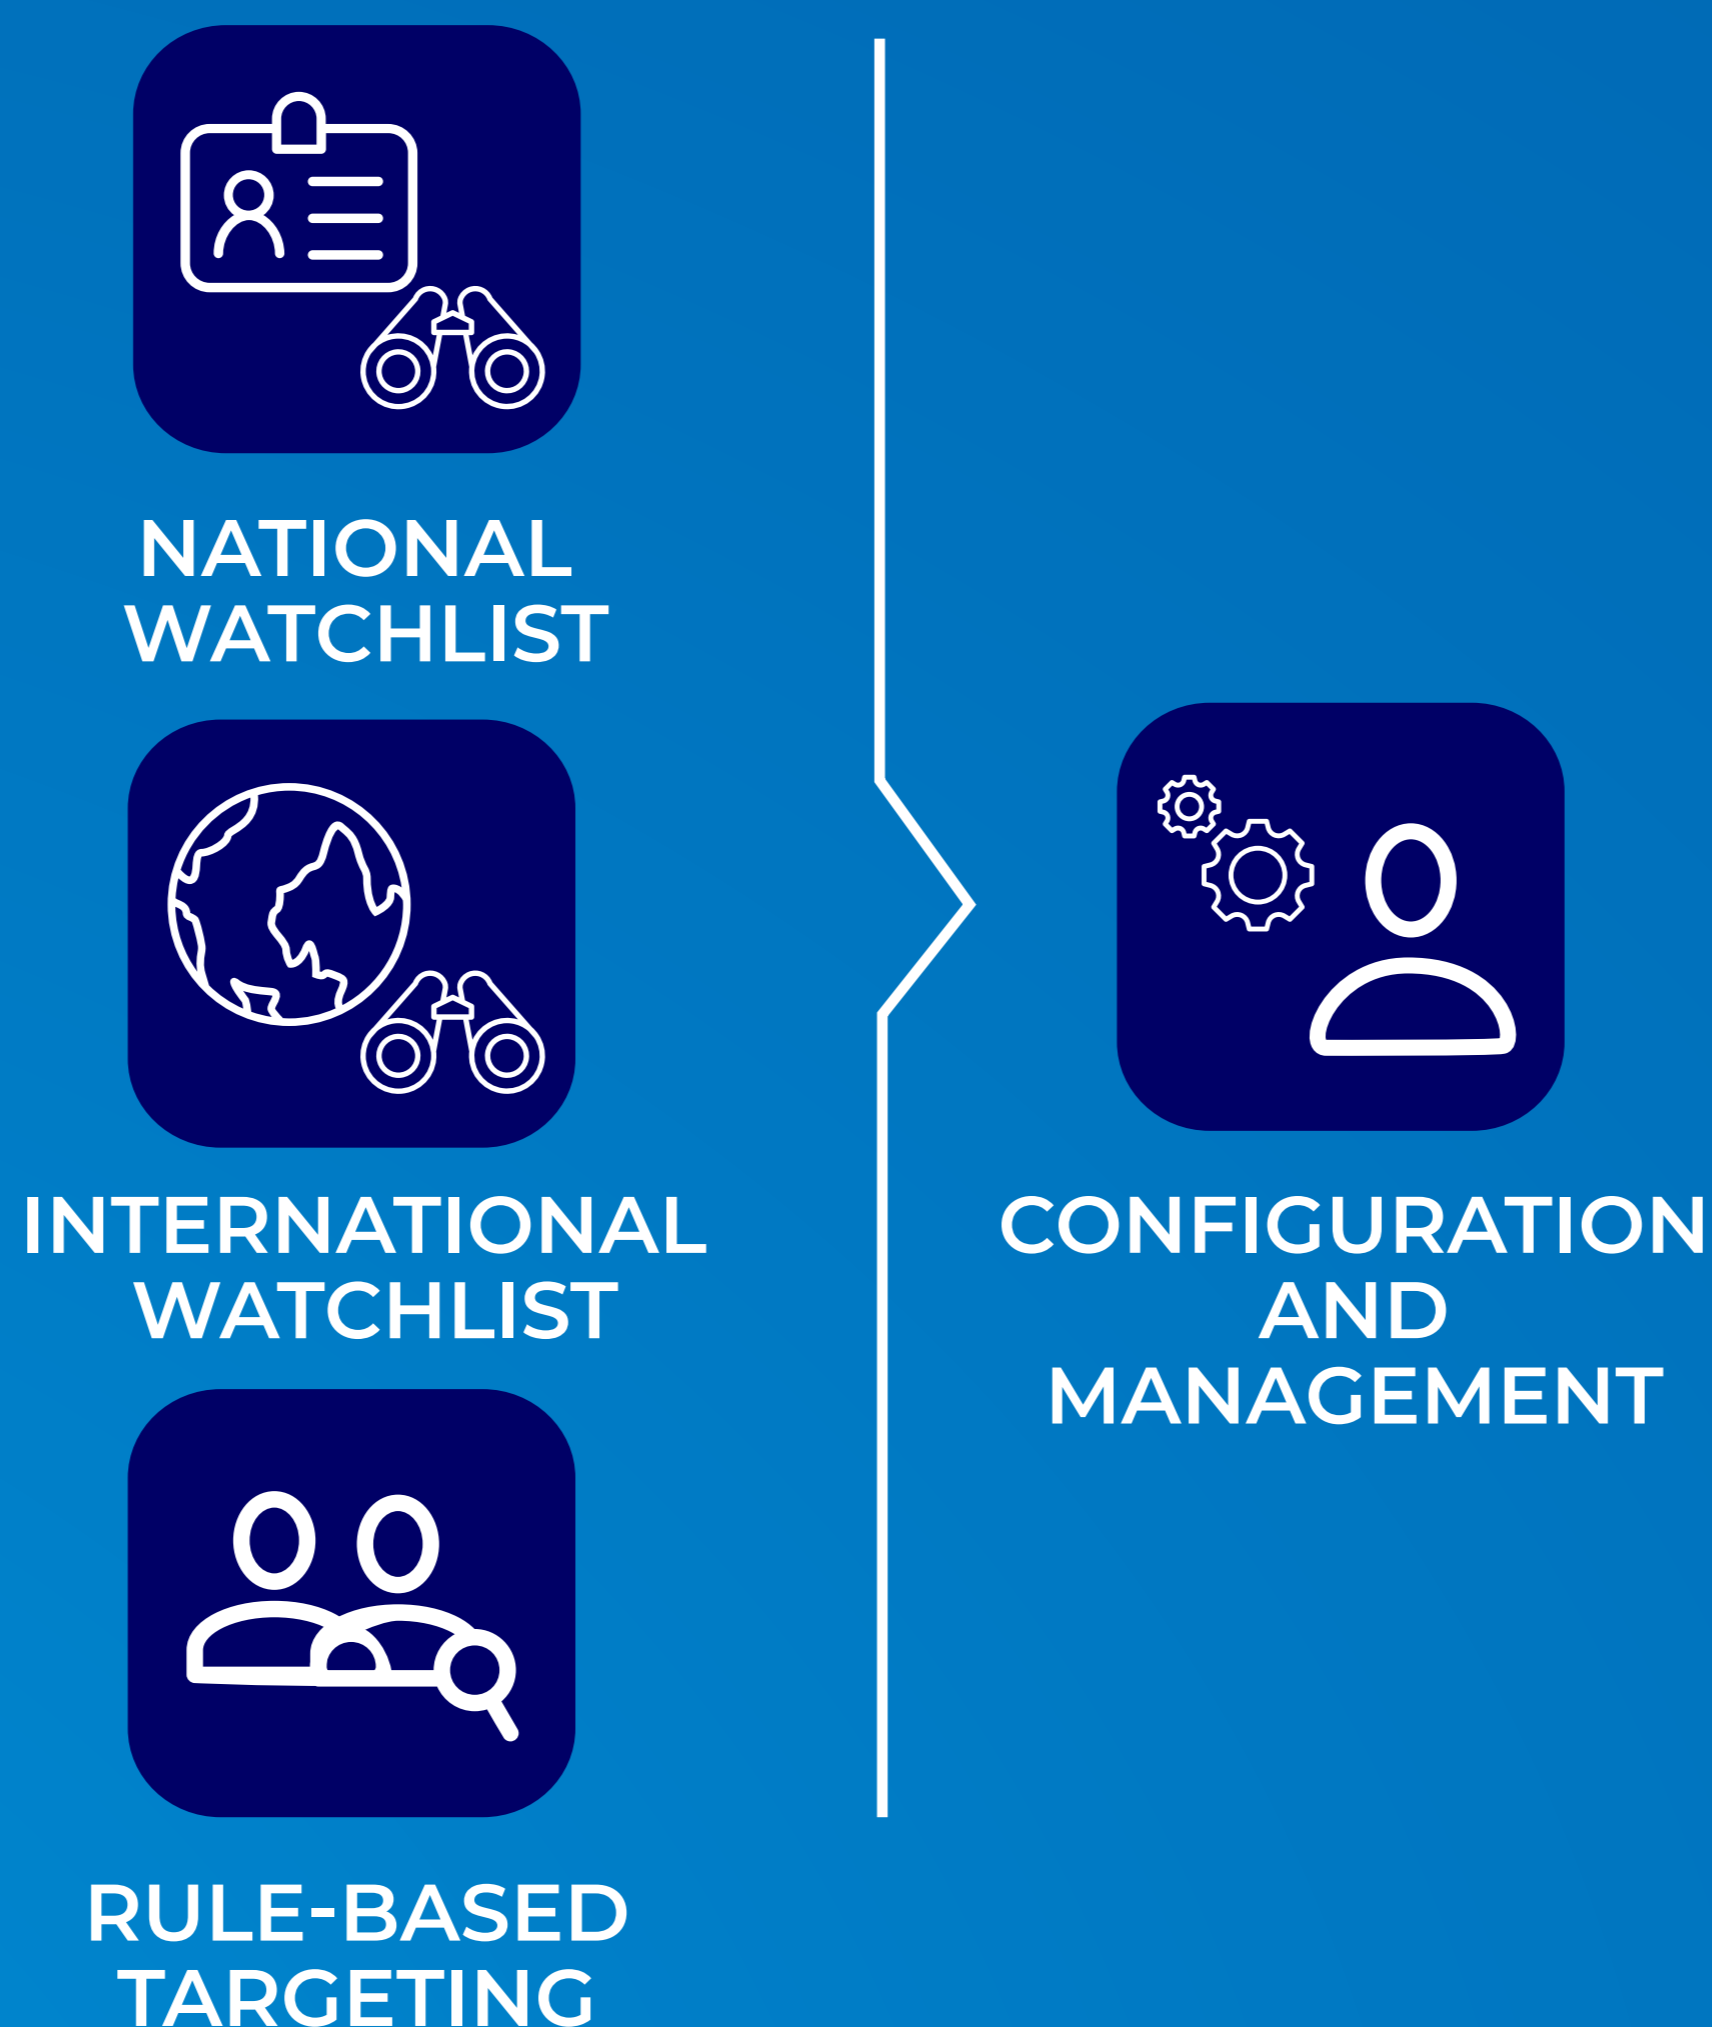 NATIONAL
WATCHLIST
INTERNATIONAL
WATCHLIST
RULE-BASED
TARGETING
CONFIGURATION
AND
MANAGEMENT